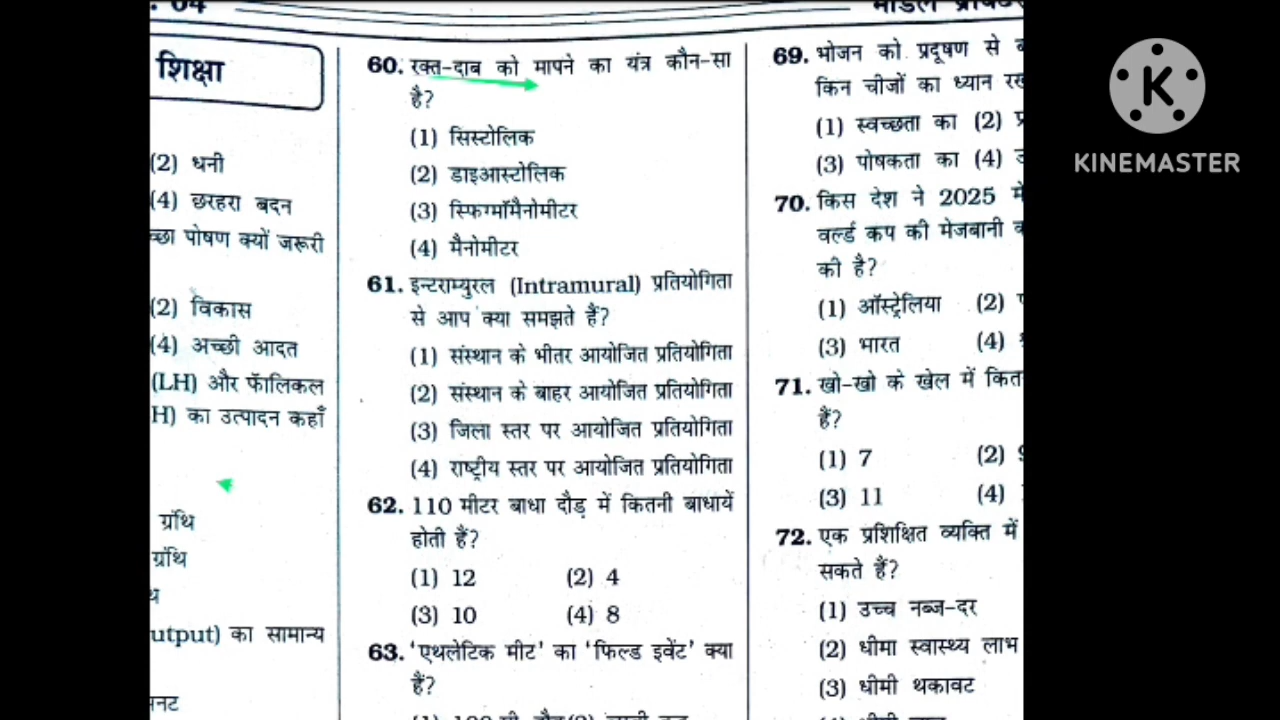 04
शिक्षा
(2) धनी
(4) छरहरा बदन
पोषण क्यों जरूरी
(2) विकास
(4) अच्छी आदत
(LH) और फॅालिकल
का उत्पादन कहाँ
ग्रंथि
ग्रंथि
का सामान्य
60. रक्त-दाब को मापने का यंत्र कौन-सा
है?
(1) सिस्टोलिक
(2) डाइआस्टोलिक
(3) स्फिग्मॉमैनोमीटर
(4) मैनोमीटर
61. इन्टराम्युरल (Intramural) प्रतियोगिता
से आप क्या समझते हैं?
(1) संस्थान के भीतर आयोजित प्रतियोगिता
(2) संस्थान के बाहर आयोजित प्रतियोगिता
(3) जिला स्तर पर आयोजित प्रतियोगिता
(4) राष्ट्रीय स्तर पर आयोजित प्रतियोगिता
62. 110 मीटर बाधा दौड़ में कितनी बाधायें
होती हैं?
(1) 12 (2) 4
(3) 10 (4) 8
63. 'एथलेटिक मीट' का 'फिल्ड इवेंट' क्या
हैं?
69. भोजन को प्रदूषण से
किन चीजों का ध्यान
(1) स्वच्छता का (2)
(3) पोषकता का (4)
70. किस देश ने 2025 में
वर्ल्ड कप की मेजबानी
की है?
(1) ऑस्ट्रेलिया (2)
(3) भारत (4)
71. खो-खो के खेल में
हैं?
(1) 7 (2)
(3) 11 (4)
72. एक प्रशिक्षित व्यक्ति में
सकते हैं?
(1) उच्च नब्ज-दर
(2) धीमा स्वास्थ्य लाभ
(3) धीमी थकावट
K
KINEMASTER